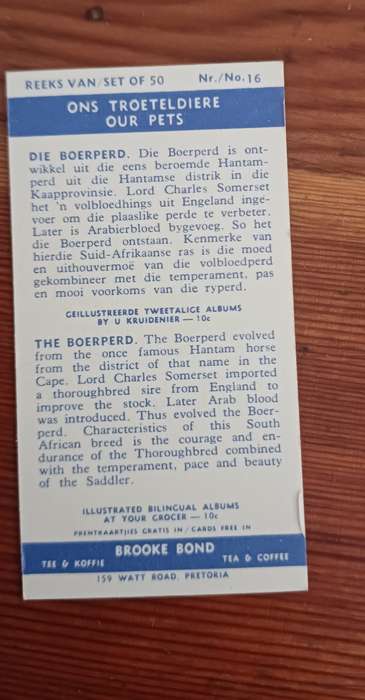 REEKS VAN/SET OF 50 Nr./No. 16
ONS TROETELDIERE
OUR PETS
DIE BOERPERD. Die Boerperd is ont-
wikkel uit die eens beroemde Hantam-
perd uit die Hantamse distrik in die
Kaapprovinsie. Lord Charles Somerset
het 'n volbloedhings uit Engeland inge-
voer om die plaaslike perde te verbeter.
Later is Arabierbloed bygevoeg. So het
die Boerperd ontstaan. Kenmerke van
hierdie Suid-Afrikaanse ras is die moed
en uithouvermoë van die volbloedperd
gekombineer met die temperament, pas
en mooi voorkoms van die ryperd.
GEILLUSTREERDE TWEETALIGE ALBUMS
BY U KRUIDENIER — 10c
THE BOERPERD. The Boerperd evolved
from the once famous Hantam horse
from the district of that name in the
Cape. Lord Charles Somerset imported
a thoroughbred sire from England to
improve the stock. Later Arab blood
was introduced. Thus evolved the Boer-
perd. Characteristics of this South
African breed is the courage and en-
durance of the Thoroughbred combined
with the temperament, pace and beauty
of the Saddler.
ILLUSTRATED BILINGUAL ALBUMS
AT YOUR GROCER — 10c
PRENTKAARTJIES GRATIS IN/CARDS FREE IN
BROOKE BOND
TEE & KOFFIE TEA & COFFEE
159 WATT ROAD, PRETORIA